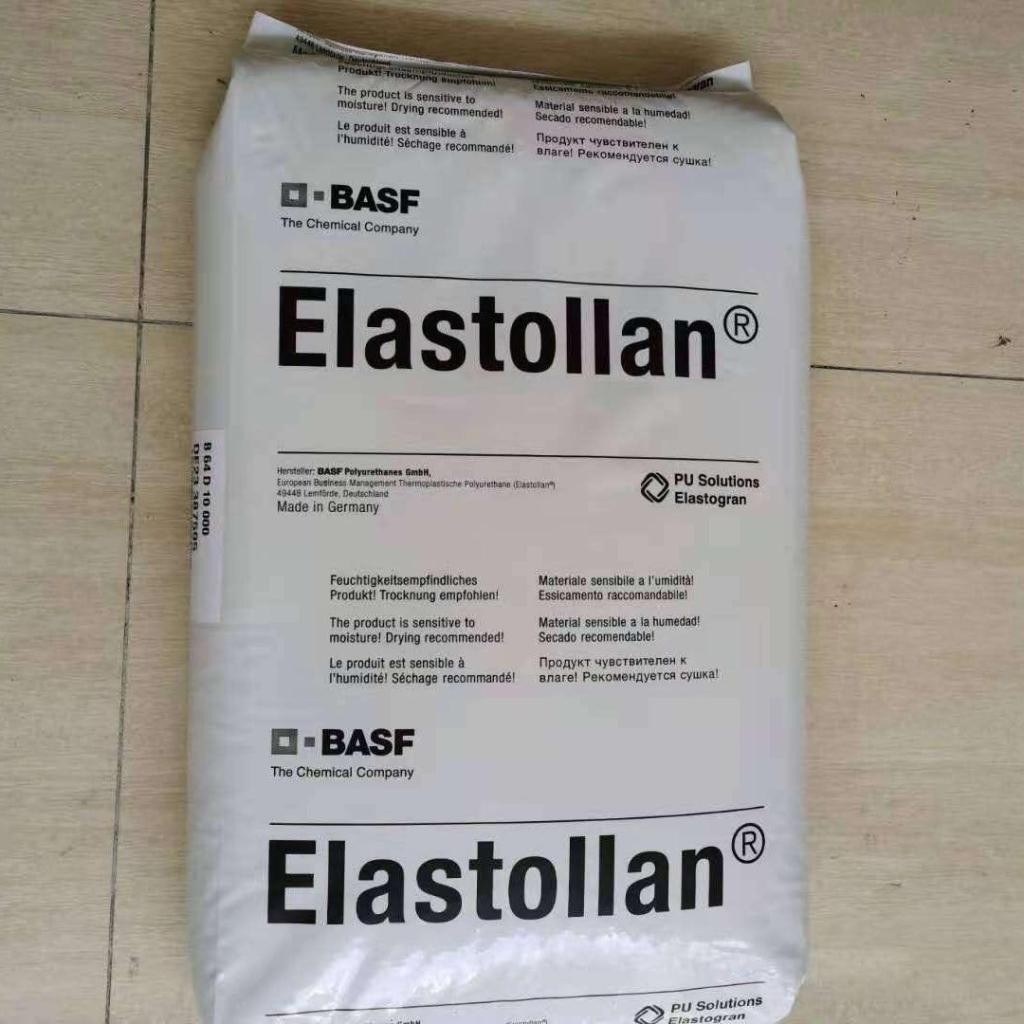 Produkt! Trocknung empfohlen!
The product is sensitive to
moisture! Drying recommended!
Le produit est sensible à
l'humidité! Séchage recommandé!
Essicamento raccomandabile!
Material sensible a la humedad!
Secado recomendable!
Продукт чувствителен к
влаге! Рекомендуется сушка!
BASF
The Chemical Company
Elastollan®
Hersteller: BASF Polyurethanes GmbH,
European Business Management Thermoplastische Polyurethane (Elastollan®)
49448 Lemförde, Deutschland
Made in Germany
PU Solutions
Elastogran
B 64 D 10 000
Feuchtigkeitsempfindliches
Produkt! Trocknung empfohlen!
The product is sensitive to
moisture! Drying recommended!
Le produit est sensible à
l'humidité! Séchage recommandé!
Materiale sensibile a l'umidità!
Essicamento raccomandabile!
Material sensible a la humedad!
Secado recomendable!
Продукт чувствителен к
влаге! Рекомендуется сушка!
BASF
The Chemical Company
Elastollan®
PU Solutions
Elastogran